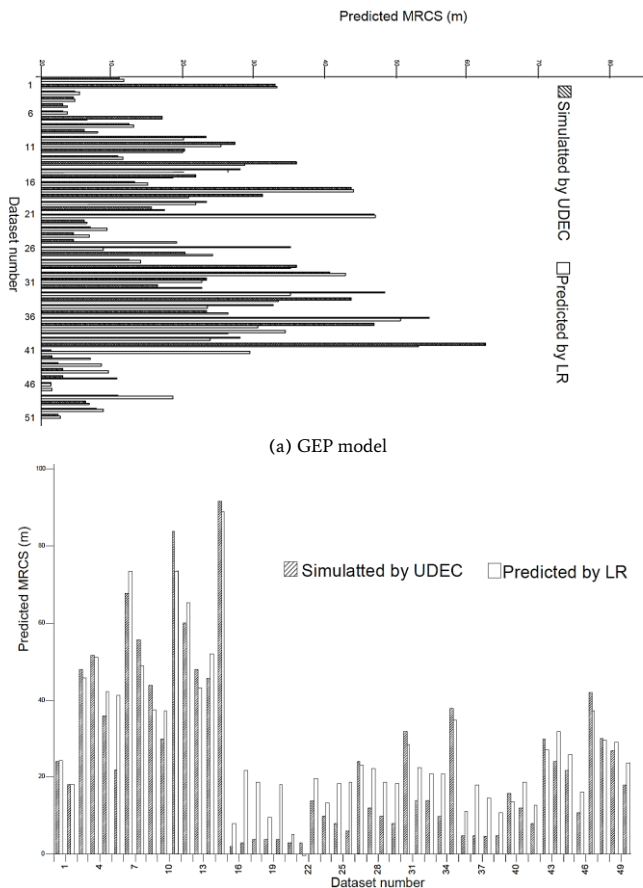 Predicted MRCS (m)
20 10 20 30 40 50 60 70 80
1
6
11
16
21
26
31
36
41
46
51
Dataset number
Simulatted by UDEC
Predicted by LR
(a) GEP model
Predicted MRCS (m)
100
80
60
40
20
0
Simulatted by UDEC Predicted by LR
1 4 7 10 13 16 19 22 25 28 31 34 37 40 43 46 49
Dataset number